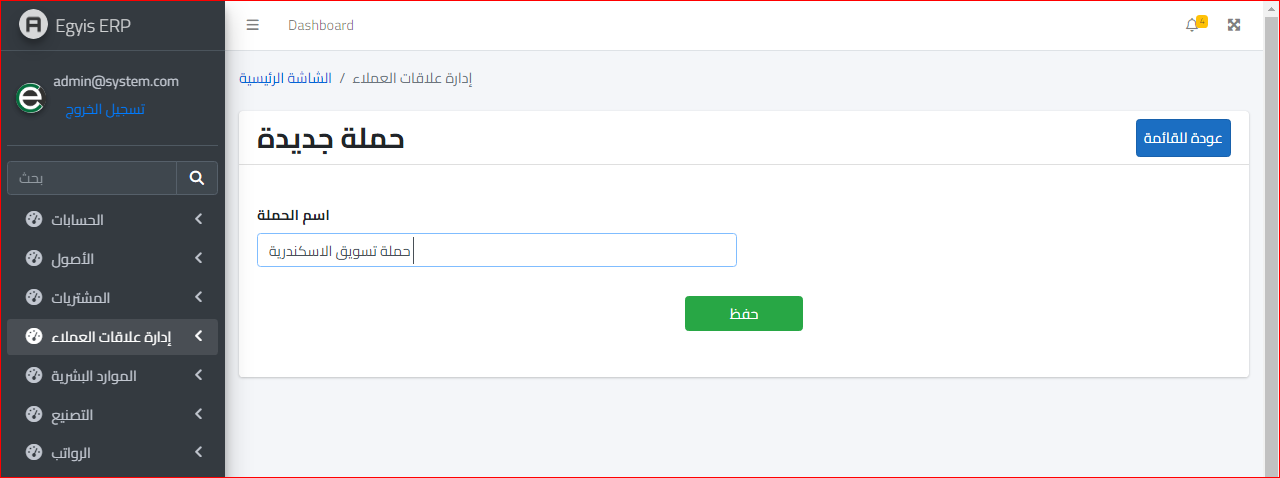 Egyis ERP
admin@system.com
تسجيل الخروج
بحث
الحسابات
الأصول
المشتريات
إدارة علاقات العملاء
الموارد البشرية
التصنيع
الرواتب
Dashboard
الشاشة الرئيسية / إدارة علاقات العملاء
حملة جديدة
عودة للقائمة
اسم الحملة
حملة تسويق الاسكندرية
حفظ